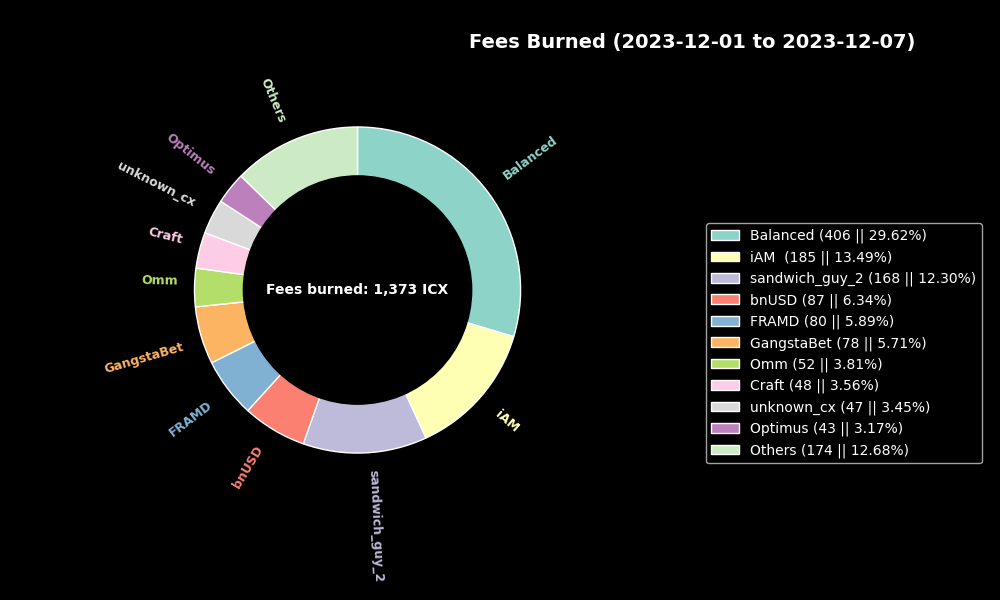 Fees Burned (2023-12-01 to 2023-12-07)
Others
Balanced
Optimus
unknown_cx
Craft
Omm
Fees burned: 1,373 ICX
GangstaBet
FRAMD
iAM
bnUSD
sandwich_guy_2
Balanced (406 || 29.62%)
iAM  (185 || 13.49%)
sandwich_guy_2 (168 || 12.30%)
bnUSD (87 || 6.34%)
FRAMD (80 || 5.89%)
GangstaBet (78 || 5.71%)
Omm (52 || 3.81%)
Craft (48 || 3.56%)
unknown_cx (47 || 3.45%)
Optimus (43 || 3.17%)
Others (174 || 12.68%)